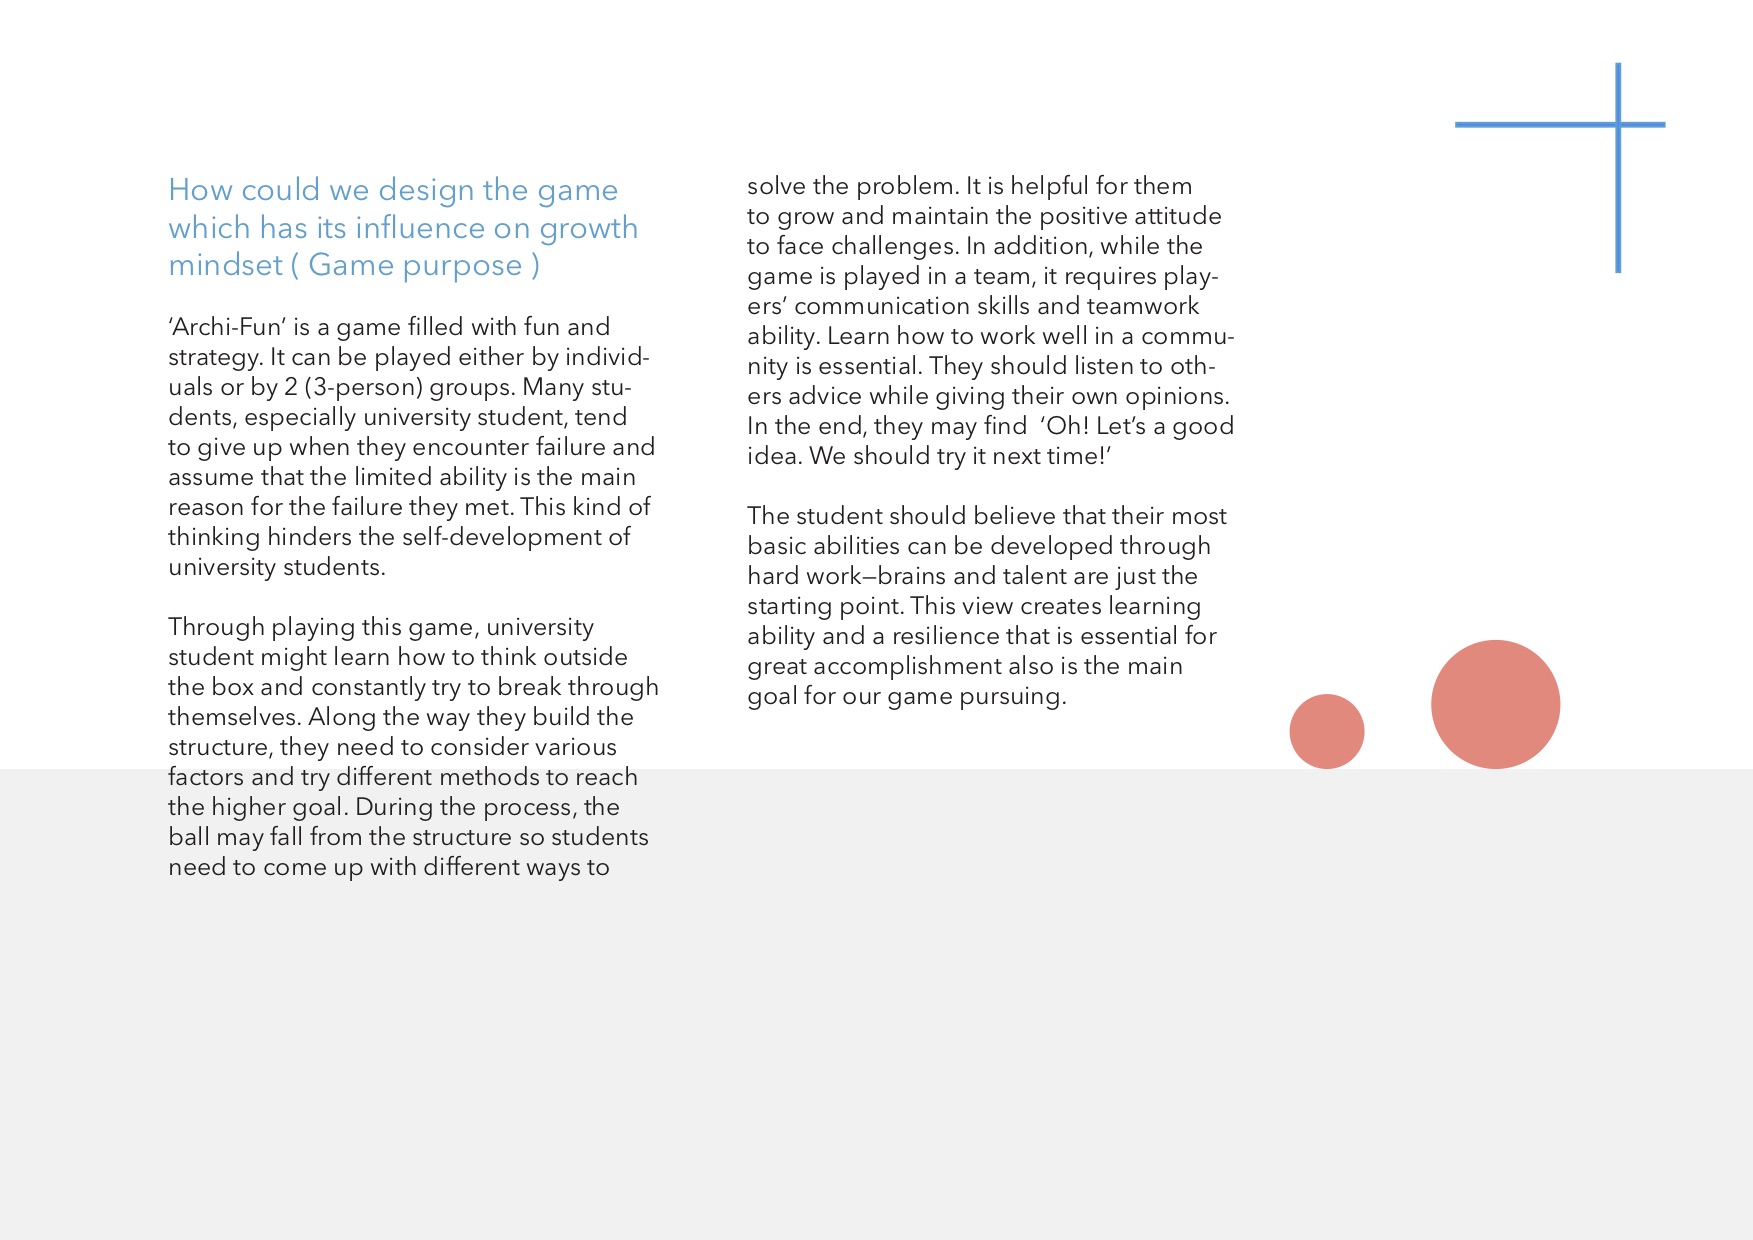 How could we design the game
which has its influence on growth
mindset ( Game purpose )
‘Archi-Fun’ is a game filled with fun and
strategy. It can be played either by individ-
uals or by 2 (3-person) groups. Many stu-
dents, especially university student, tend
to give up when they encounter failure and
assume that the limited ability is the main
reason for the failure they met. This kind of
thinking hinders the self-development of
university students.
Through playing this game, university
student might learn how to think outside
the box and constantly try to break through
themselves. Along the way they build the
structure, they need to consider various
factors and try different methods to reach
the higher goal. During the process, the
ball may fall from the structure so students
need to come up with different ways to
solve the problem. It is helpful for them
to grow and maintain the positive attitude
to face challenges. In addition, while the
game is played in a team, it requires play-
ers’ communication skills and teamwork
ability. Learn how to work well in a commu-
nity is essential. They should listen to oth-
ers advice while giving their own opinions.
In the end, they may find  ‘Oh! Let’s a good
idea. We should try it next time!’
The student should believe that their most
basic abilities can be developed through
hard work—brains and talent are just the
starting point. This view creates learning
ability and a resilience that is essential for
great accomplishment also is the main
goal for our game pursuing.